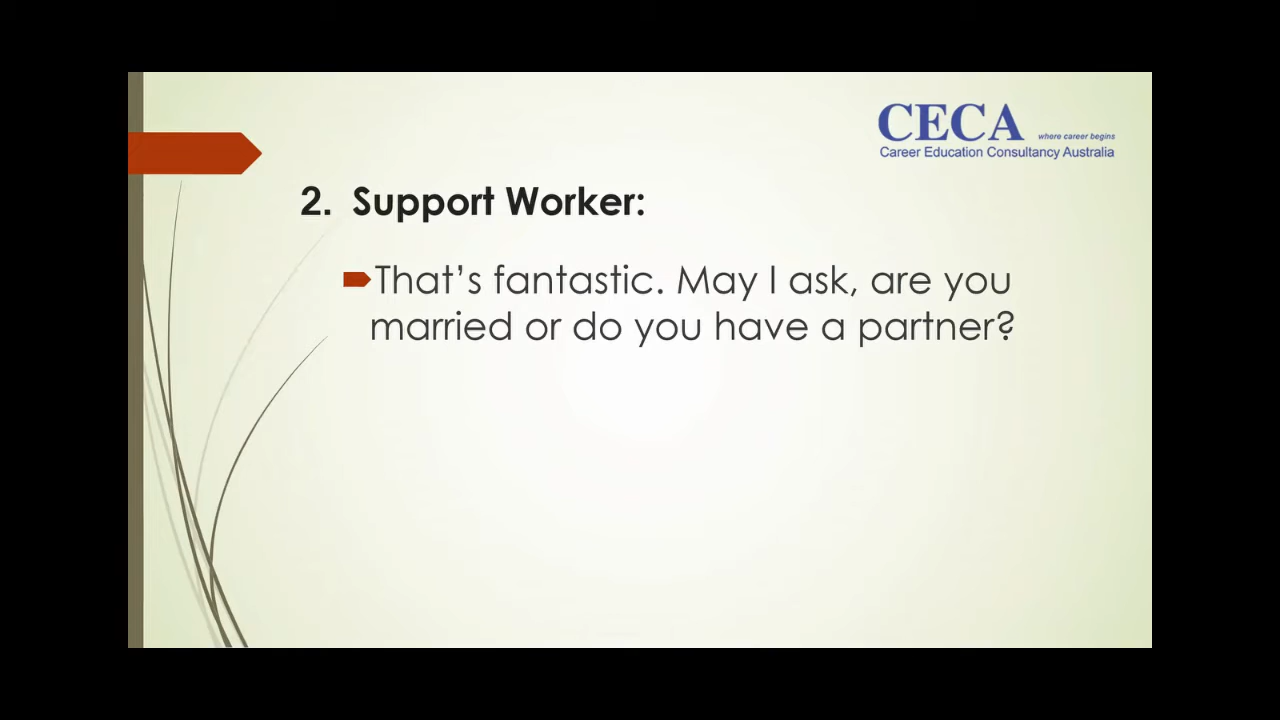 CECA where career begins
Career Education Consultancy Australia
2. Support Worker:
That's fantastic. May I ask, are you
married or do you have a partner?